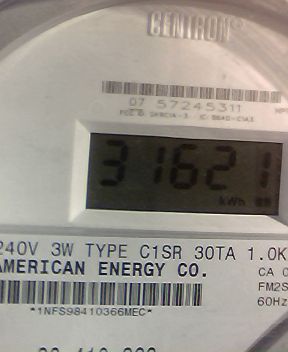 CENTRON®
07 57245311
31621
kWh
240V 3W TYPE C1SR 30TA 1.0K
AMERICAN ENERGY CO.
CA 0
FM2S
60Hz
*1NFS98410366MEC*